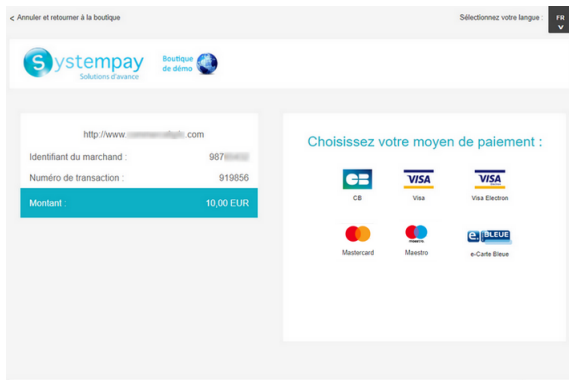 < Annuler et retourner à la boutique
Sélectionnez votre langue :
FR
Systempay
Solutions d'avance
Boutique
de démo
http://www. .com
Identifiant du marchand : 987
Numéro de transaction : 919856
Montant : 10,00 EUR
Choisissez votre moyen de paiement :
CB VISA VISA
CB Visa Visa Electron
e. BLEUE
Mastercard Maestro e-Carte Bleue